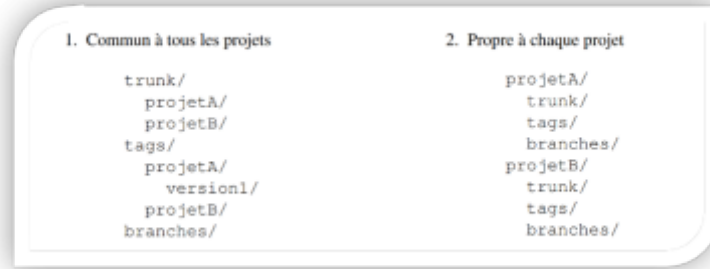 1. Commun à tous les projets
trunk/
projetA/
projetB/
tags/
projetA/
version1/
projetB/
branches/
2. Propre à chaque projet
projetA/
trunk/
tags/
branches/
projetB/
trunk/
tags/
branches/